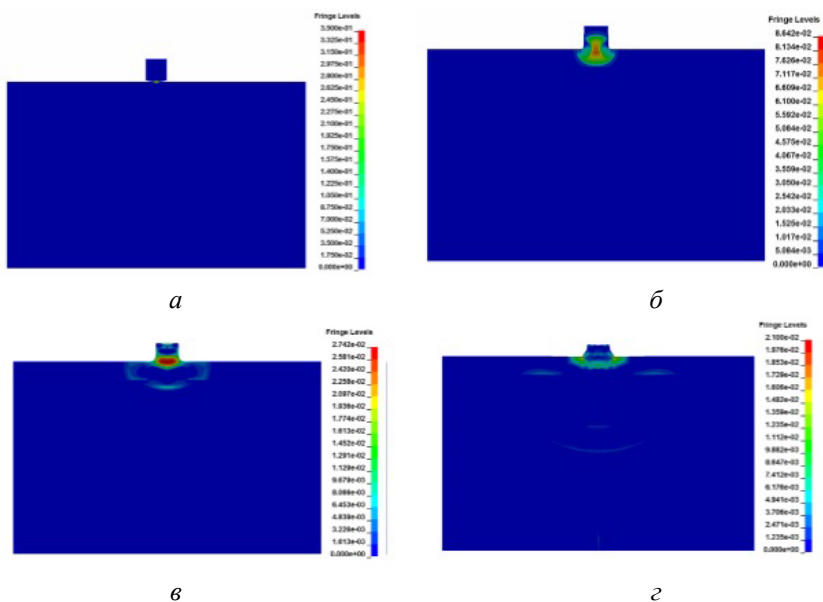 Fringe Levels
3.500e-01
3.325e-01
3.150e-01
2.975e-01
2.800e-01
2.625e-01
2.450e-01
2.275e-01
2.100e-01
1.925e-01
1.750e-01
1.575e-01
1.400e-01
1.225e-01
1.050e-01
8.750e-02
7.000e-02
5.250e-02
3.500e-02
1.750e-02
0.000e+00
а
Fringe Levels
8.642e-02
8.134e-02
7.626e-02
7.117e-02
6.609e-02
6.100e-02
5.592e-02
5.084e-02
4.575e-02
4.067e-02
3.559e-02
3.050e-02
2.542e-02
2.033e-02
1.525e-02
1.017e-02
5.084e-03
0.000e+00
б
Fringe Levels
2.742e-02
2.581e-02
2.420e-02
2.258e-02
2.097e-02
1.936e-02
1.774e-02
1.613e-02
1.452e-02
1.291e-02
1.129e-02
9.679e-03
8.066e-03
6.453e-03
4.839e-03
3.226e-03
1.613e-03
0.000e+00
в
Fringe Levels
2.100e-02
1.976e-02
1.853e-02
1.729e-02
1.606e-02
1.482e-02
1.359e-02
1.235e-02
1.112e-02
9.882e-03
8.647e-03
7.412e-03
6.176e-03
4.941e-03
3.706e-03
2.471e-03
1.235e-03
0.000e+00
г